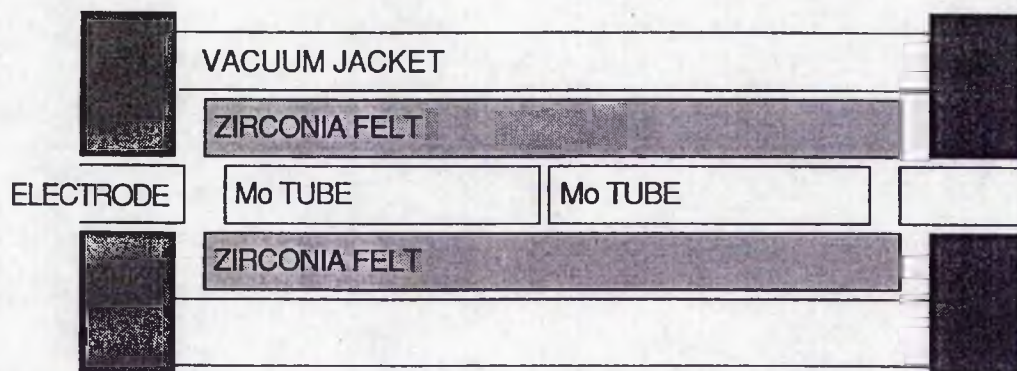 VACUUM JACKET
ZIRCONIA FELT
ELECTRODE
Mo TUBE
Mo TUBE
ZIRCONIA FELT